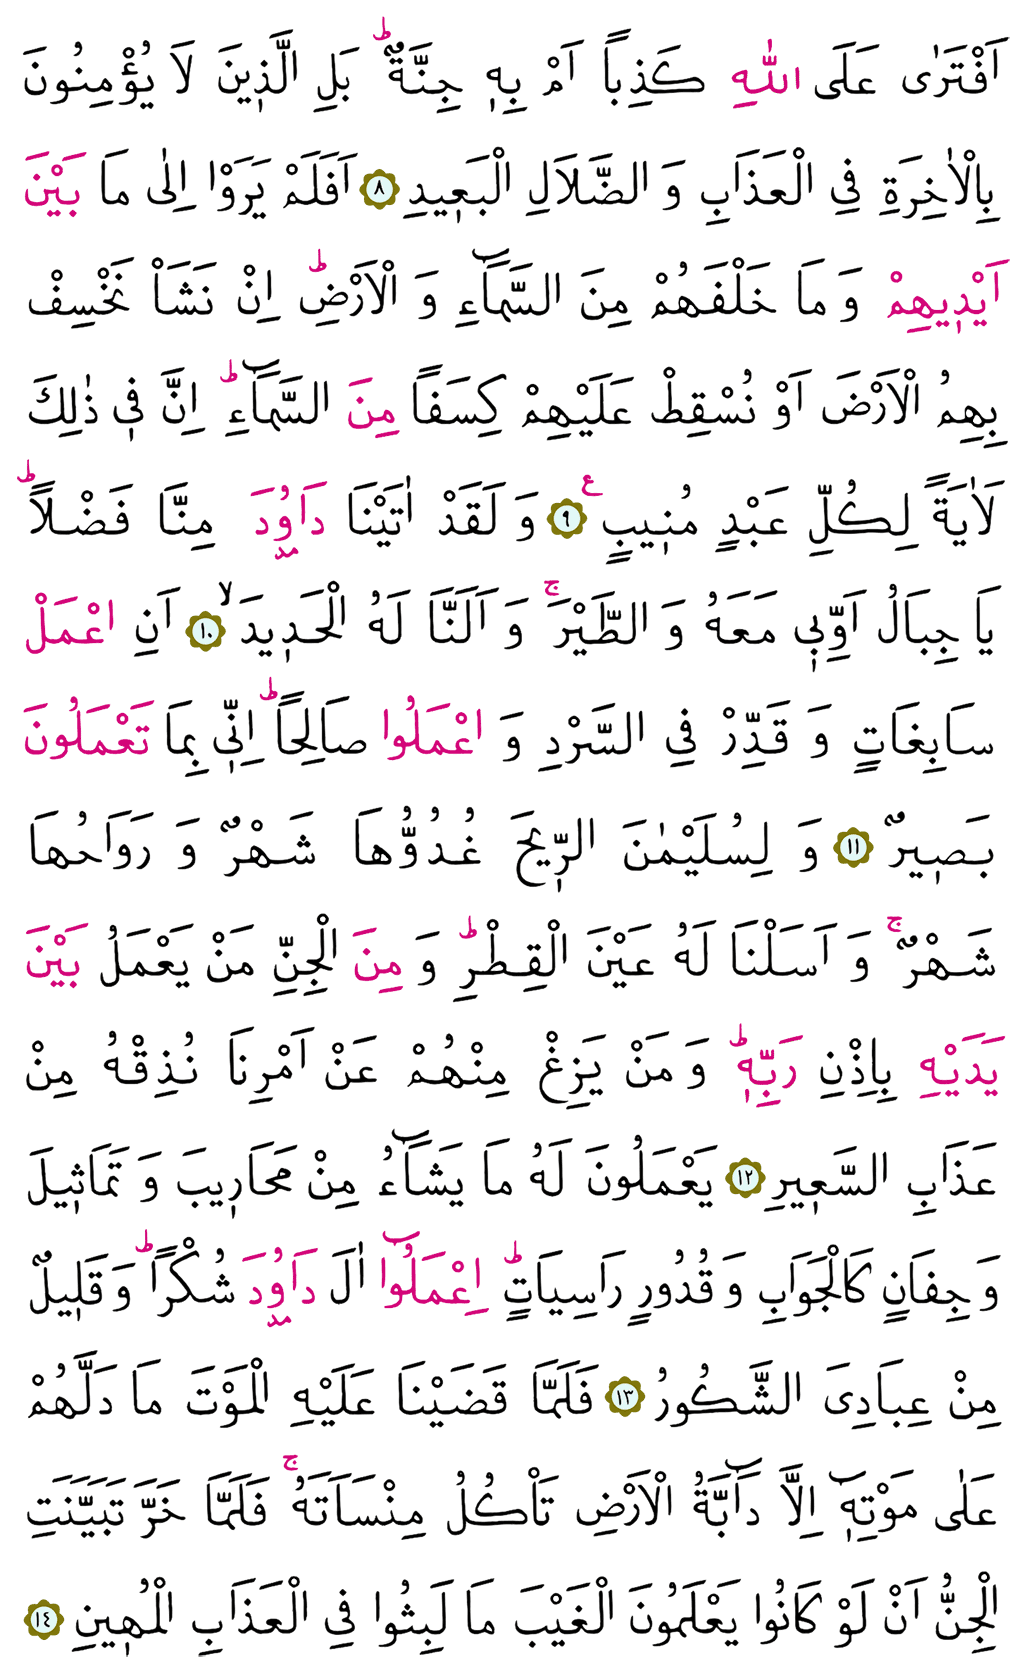 اَفْتَرٰى عَلَى اللّٰهِ كَذِباً اَمْ بِهٖ جِنَّةٌ ؕ بَلِ الَّذٖينَ لَا يُؤْمِنُونَ
بِالْاٰخِرَةِ فِي الْعَذَابِ وَ الضَّلَالِ الْبَعٖيدِ ﴿٨﴾ اَفَلَمْ يَرَوْا اِلٰى مَا بَيْنَ
اَيْدٖيهِمْ وَ مَا خَلْفَهُمْ مِنَ السَّمَٓاءِ وَ الْاَرْضِ ؕ اِنْ نَشَاْ نَخْسِفْ
بِهِمُ الْاَرْضَ اَوْ نُسْقِطْ عَلَيْهِمْ كِسَفًا مِنَ السَّمَٓاءِ ؕ اِنَّ فٖي ذٰلِكَ
لَاٰيَةً لِكُلِّ عَبْدٍ مُنٖيبٍ ع ﴿٩﴾ وَ لَقَدْ اٰتَيْنَا دَاوُدَ مِنَّا فَضْلاً ؕ
يَا جِبَالُ اَوِّبٖي مَعَهُ وَ الطَّيْرَ ۚ وَ اَلَنَّا لَهُ الْحَدٖيدَ ۙ ﴿١٠﴾ اَنِ اعْمَلْ
سَابِغَاتٍ وَ قَدِّرْ فِي السَّرْدِ وَ اعْمَلُوا صَالِحًا ؕ اِنّٖي بِمَا تَعْمَلُونَ
بَصٖيرٌ ﴿١١﴾ وَ لِسُلَيْمٰنَ الرّٖيحَ غُدُوُّهَا شَهْرٌ وَ رَوَاحُهَا
شَهْرٌ ۚ وَ اَسَلْنَا لَهُ عَيْنَ الْقِطْرِ ؕ وَ مِنَ الْجِنِّ مَنْ يَعْمَلُ بَيْنَ
يَدَيْهِ بِاِذْنِ رَبِّهٖ ؕ وَ مَنْ يَزِغْ مِنْهُمْ عَنْ اَمْرِنَا نُذِقْهُ مِنْ
عَذَابِ السَّعٖيرِ ﴿١٢﴾ يَعْمَلُونَ لَهُ مَا يَشَٓاءُ مِنْ مَحَارٖيبَ وَ تَمَاثٖيلَ
وَ جِفَانٍ كَالْجَوَابِ وَ قُدُورٍ رَاسِيَاتٍ ؕ اِعْمَلُٓوا اٰلَ دَاوُدَ شُكْرًا ؕ وَ قَلٖيلٌ
مِنْ عِبَادِيَ الشَّكُورُ ﴿١٣﴾ فَلَمَّا قَضَيْنَا عَلَيْهِ الْمَوْتَ مَا دَلَّهُمْ
عَلٰى مَوْتِهٖٓ اِلَّا دَٓابَّةُ الْاَرْضِ تَاْكُلُ مِنْسَاَتَهُ ۚ فَلَمَّا خَرَّ تَبَيَّنَتِ
الْجِنُّ اَنْ لَوْ كَانُوا يَعْلَمُونَ الْغَيْبَ مَا لَبِثُوا فِي الْعَذَابِ الْمُهٖينِ ﴿١٤﴾